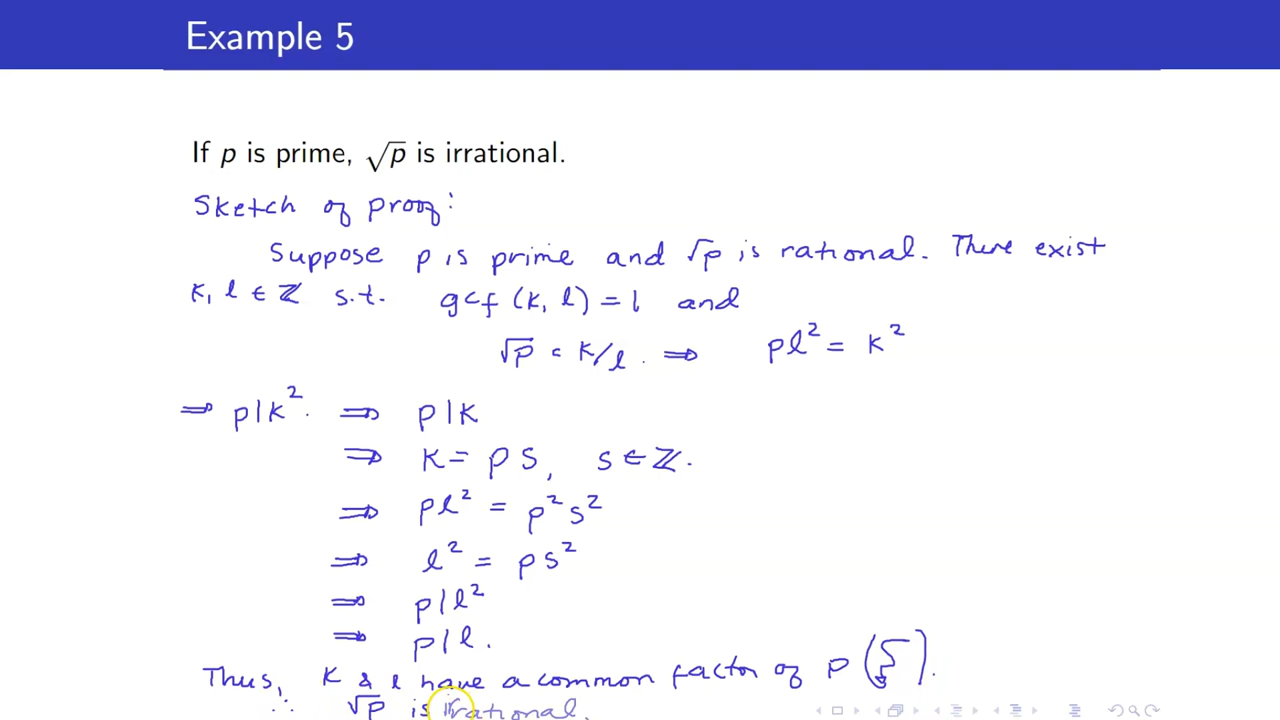 Example 5
If p is prime, √p is irrational.
Sketch of proof:
Suppose p is prime and √p is rational. There exist
k, l ∈ ℤ s.t. gcf (k, l) = 1 and
√p = k/l. ⟹ pl² = k²
⟹ p|k². ⟹ p|k
⟹ k = ps, s ∈ ℤ.
⟹ pl² = p²s²
⟹ l² = ps²
⟹ p|l²
⟹ p|l.
Thus, k & l have a common factor of p (↯).
∴ √p is irrational.